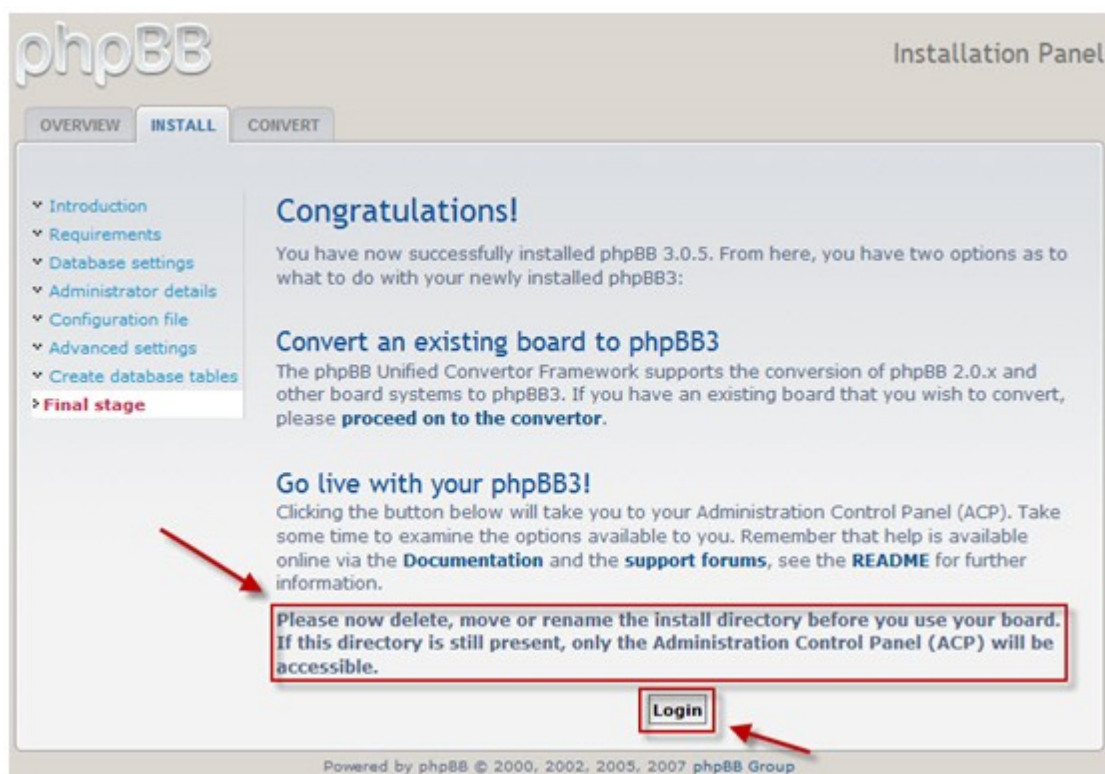 phpBB
Installation Panel
OVERVIEW INSTALL CONVERT
Introduction
Requirements
Database settings
Administrator details
Configuration file
Advanced settings
Create database tables
Final stage
Congratulations!
You have now successfully installed phpBB 3.0.5. From here, you have two options as to
what to do with your newly installed phpBB3:
Convert an existing board to phpBB3
The phpBB Unified Convertor Framework supports the conversion of phpBB 2.0.x and
other board systems to phpBB3. If you have an existing board that you wish to convert,
please proceed on to the convertor.
Go live with your phpBB3!
Clicking the button below will take you to your Administration Control Panel (ACP). Take
some time to examine the options available to you. Remember that help is available
online via the Documentation and the support forums, see the README for further
information.
Please now delete, move or rename the install directory before you use your board.
If this directory is still present, only the Administration Control Panel (ACP) will be
accessible.
Login
Powered by phpBB © 2000, 2002, 2005, 2007 phpBB Group